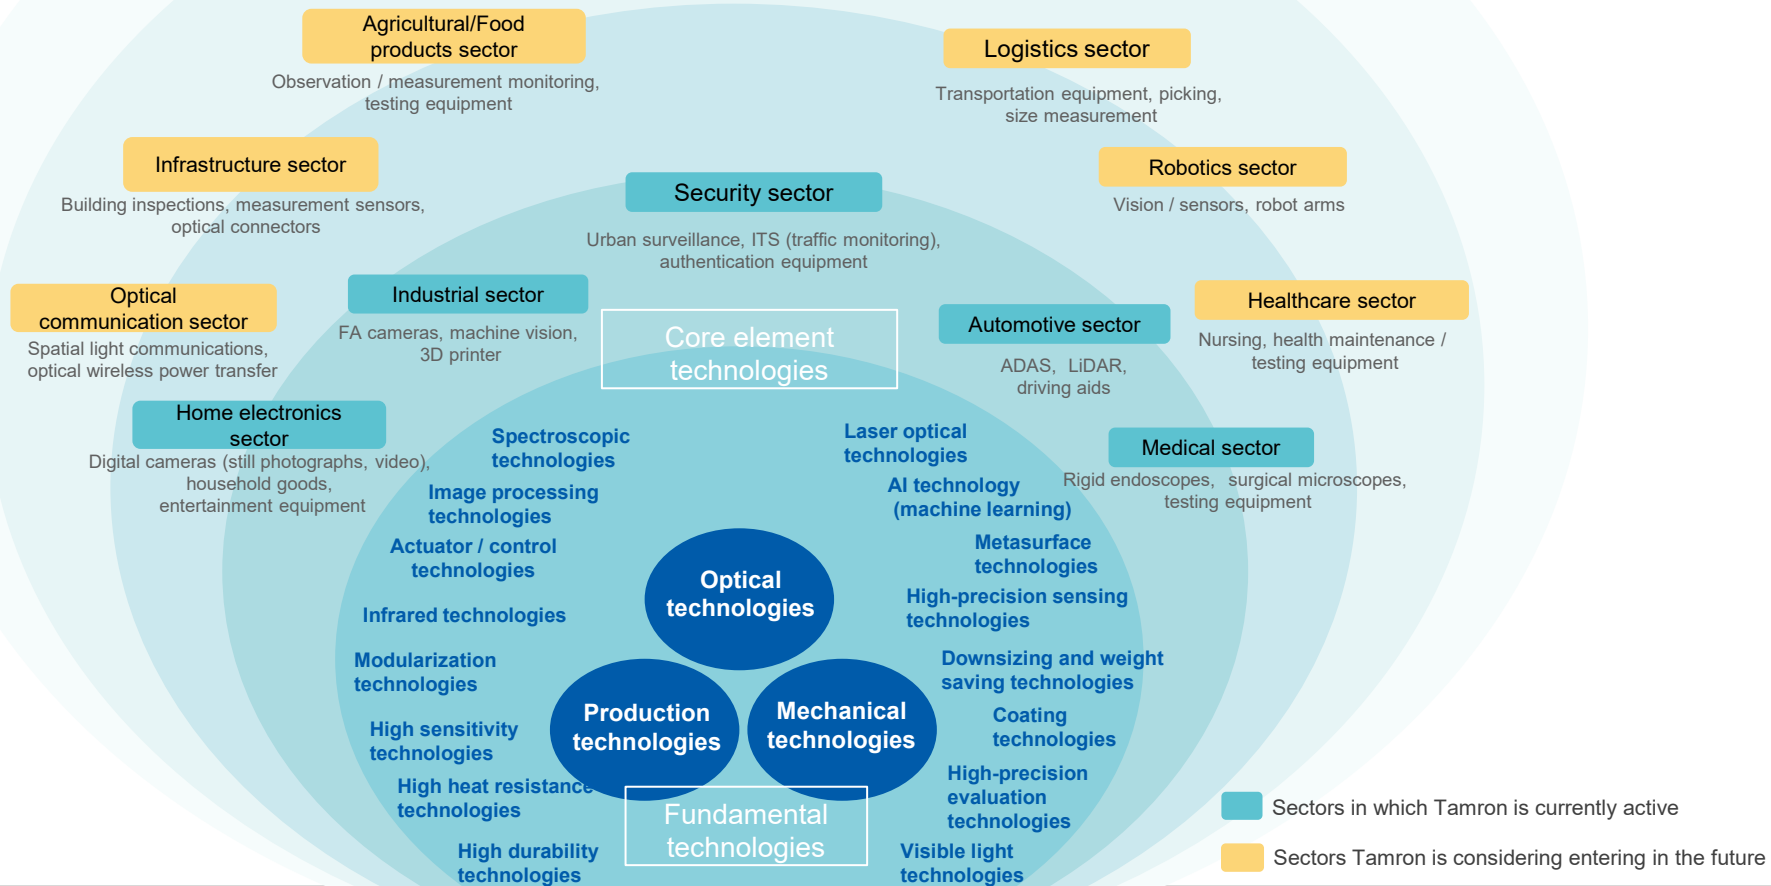 Agricultural/Food
products sector
Observation / measurement monitoring,
testing equipment
Logistics sector
Transportation equipment, picking,
size measurement
Infrastructure sector
Building inspections, measurement sensors,
optical connectors
Security sector
Urban surveillance, ITS (traffic monitoring),
authentication equipment
Robotics sector
Vision / sensors, robot arms
Optical
communication sector
Spatial light communications,
optical wireless power transfer
Industrial sector
FA cameras, machine vision,
3D printer
Core element
technologies
Automotive sector
ADAS, LiDAR,
driving aids
Healthcare sector
Nursing, health maintenance /
testing equipment
Home electronics
sector
Digital cameras (still photographs, video),
household goods,
entertainment equipment
Medical sector
Rigid endoscopes, surgical microscopes,
testing equipment
Spectroscopic
technologies
Image processing
technologies
Actuator / control
technologies
Infrared technologies
Modularization
technologies
High sensitivity
technologies
High heat resistance
technologies
High durability
technologies
Laser optical
technologies
AI technology
(machine learning)
Metasurface
technologies
High-precision sensing
technologies
Downsizing and weight
saving technologies
Coating
technologies
High-precision
evaluation
technologies
Visible light
technologies
Optical
technologies
Production
technologies
Mechanical
technologies
Fundamental
technologies
Sectors in which Tamron is currently active
Sectors Tamron is considering entering in the future